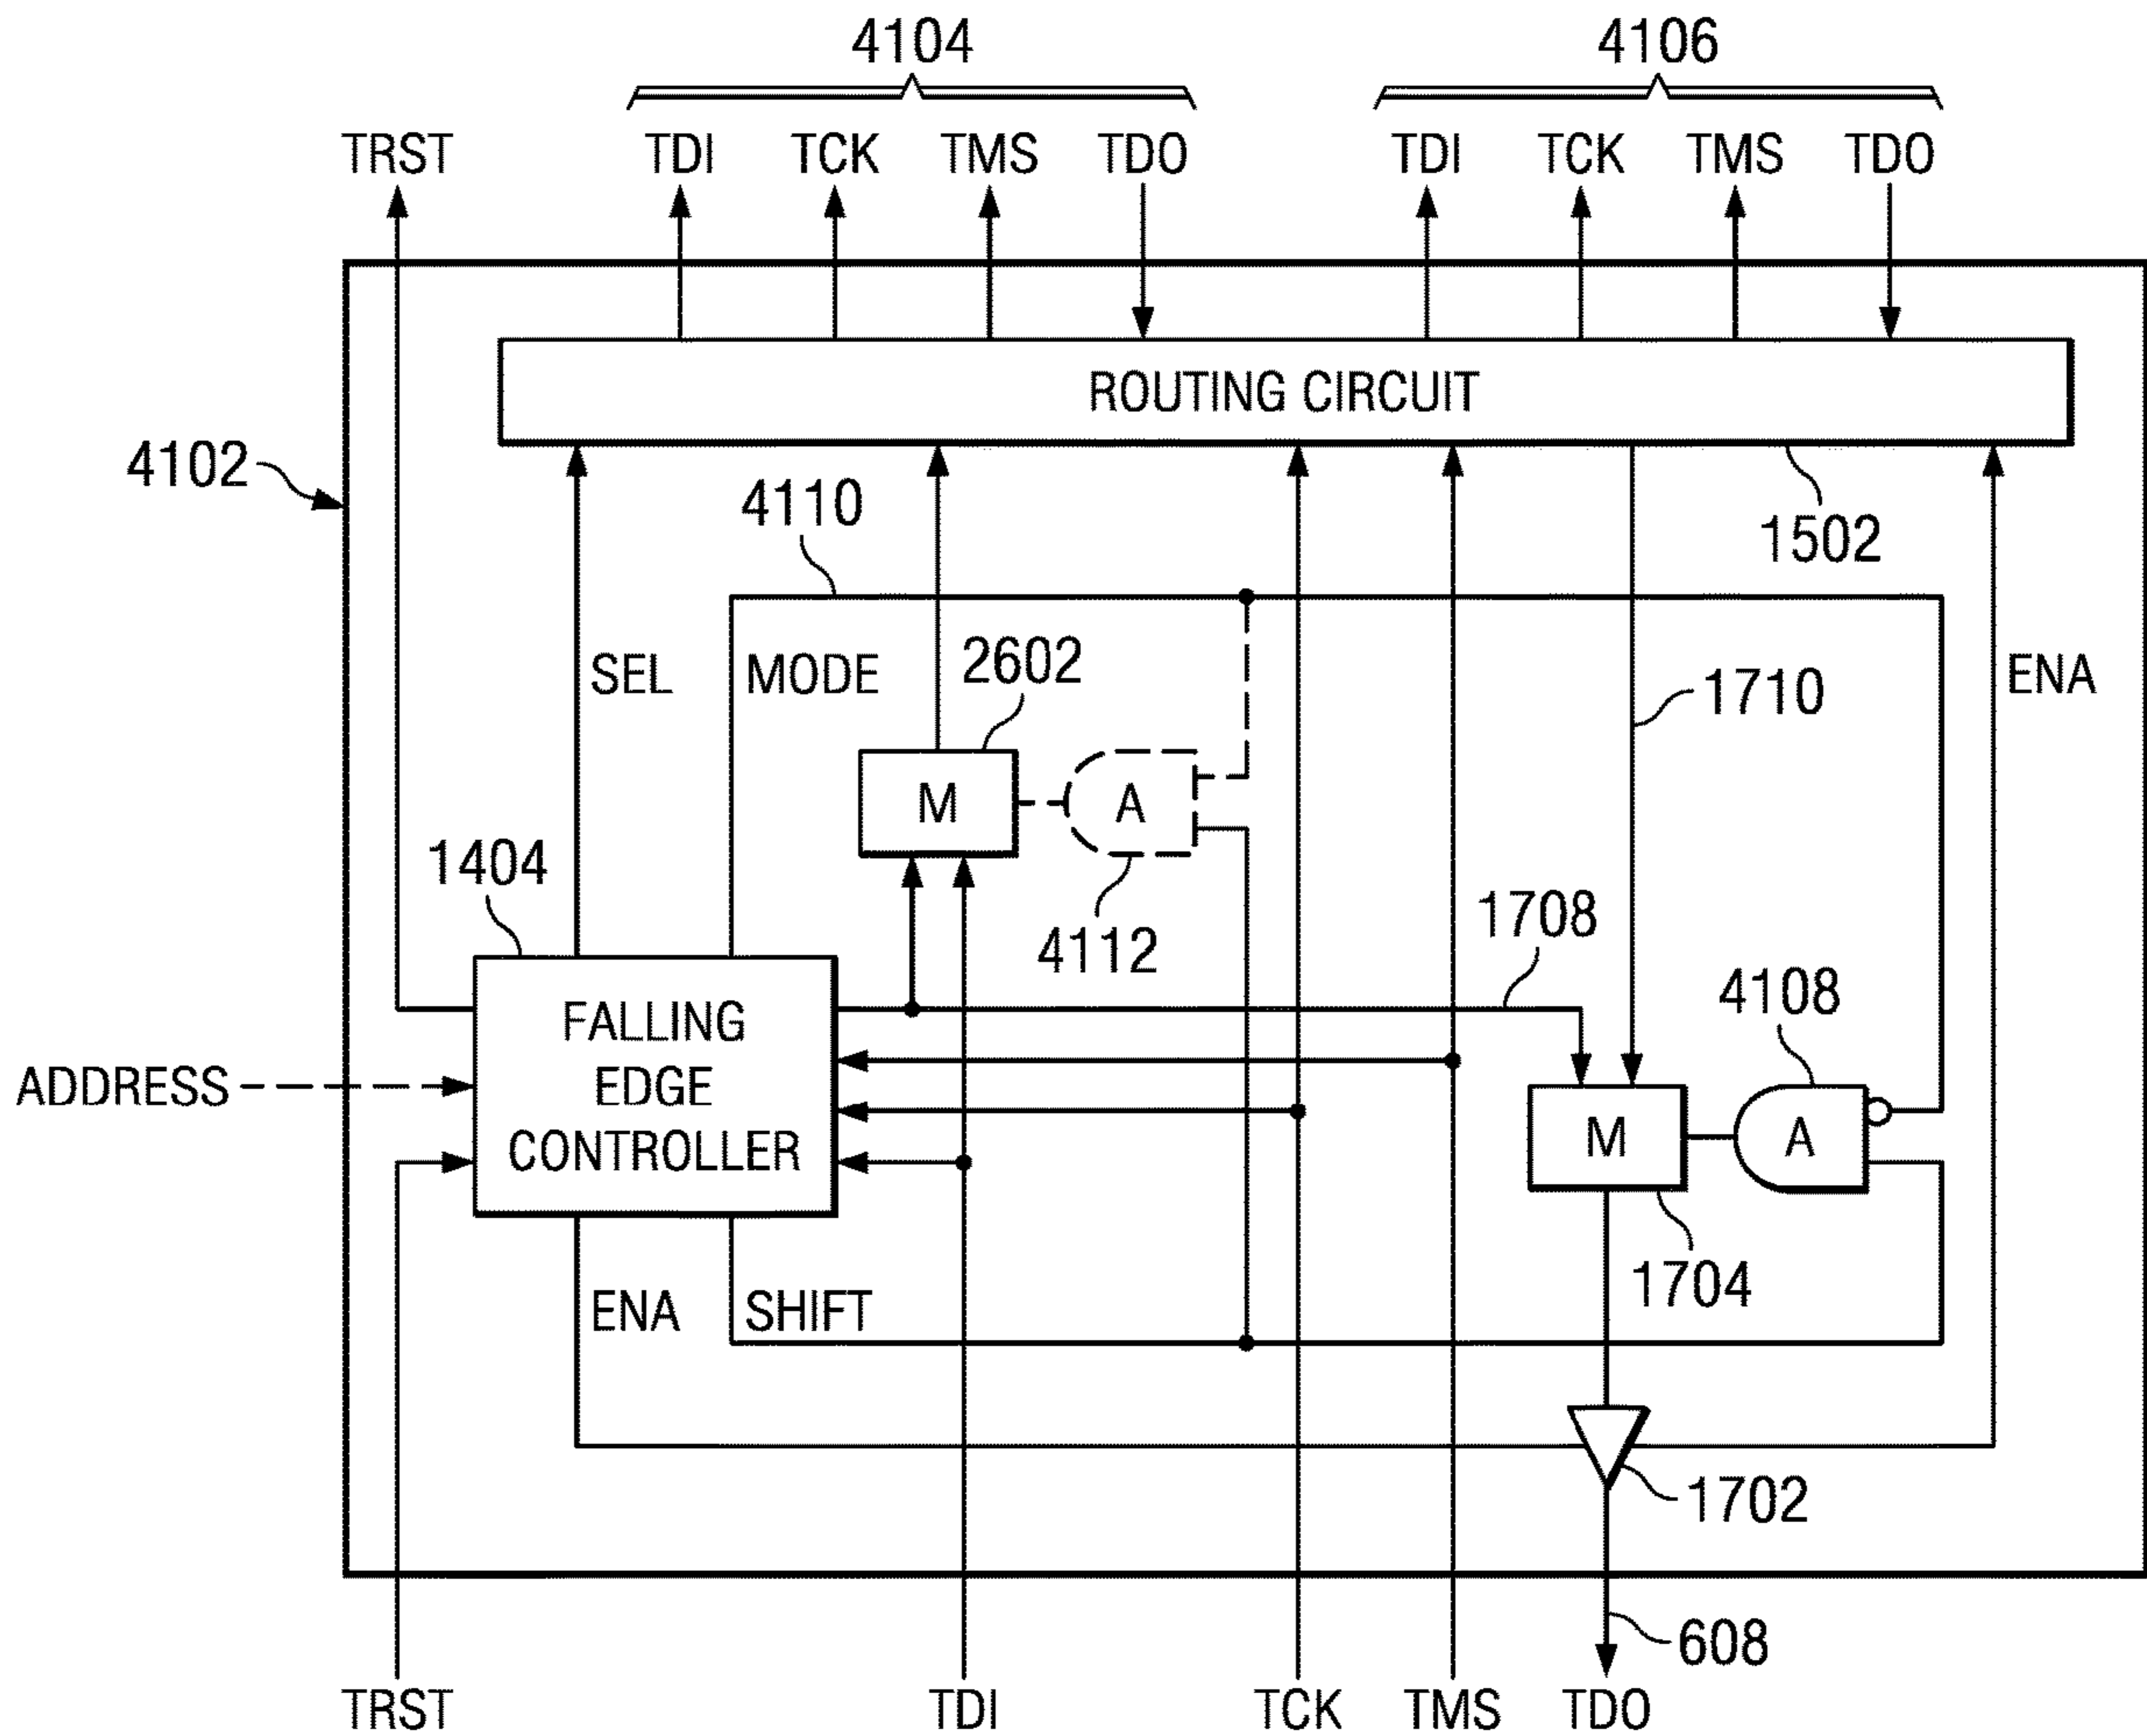 4104 4106
TRST TDI TCK TMS TDO TDI TCK TMS TDO
ROUTING CIRCUIT
4102
4110
1502
SEL MODE 2602 1710 ENA
M A
1404
1708
4112
4108
FALLING
EDGE
CONTROLLER
ADDRESS
M A
1704
ENA SHIFT
1702
608
TRST TDI TCK TMS TDO